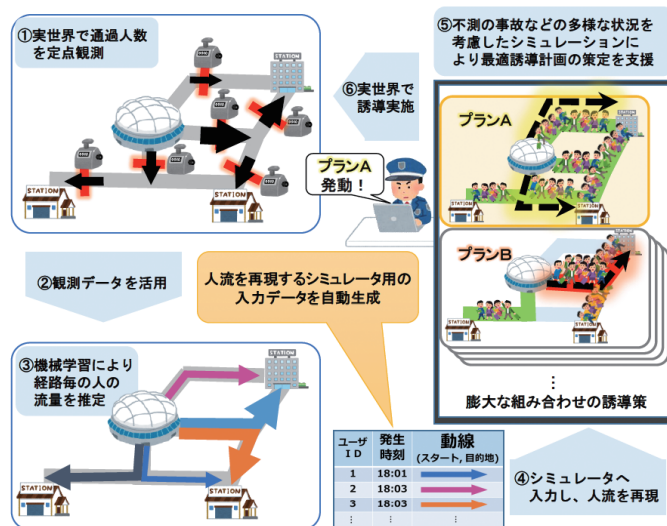 ①実世界で通過人数
を定点観測
STATION
STATION
STATION
⑥実世界で
誘導実施
プランA
発動！
⑤不測の事故などの多様な状況を
考慮したシミュレーションに
より最適誘導計画の策定を支援
プランA
STATION
STATION
STATION
プランB
STATION
STATION
⋮
膨大な組み合わせの誘導策
②観測データを活用
人流を再現するシミュレータ用の
入力データを自動生成
③機械学習により
経路毎の人の
流量を推定
STATION
STATION
STATION
ユーザ
ID
発生
時刻
動線
(スタート，目的地)
1 18:01
2 18:03
3 18:03
⋮ ⋮ ⋮
④シミュレータへ
入力し、人流を再現